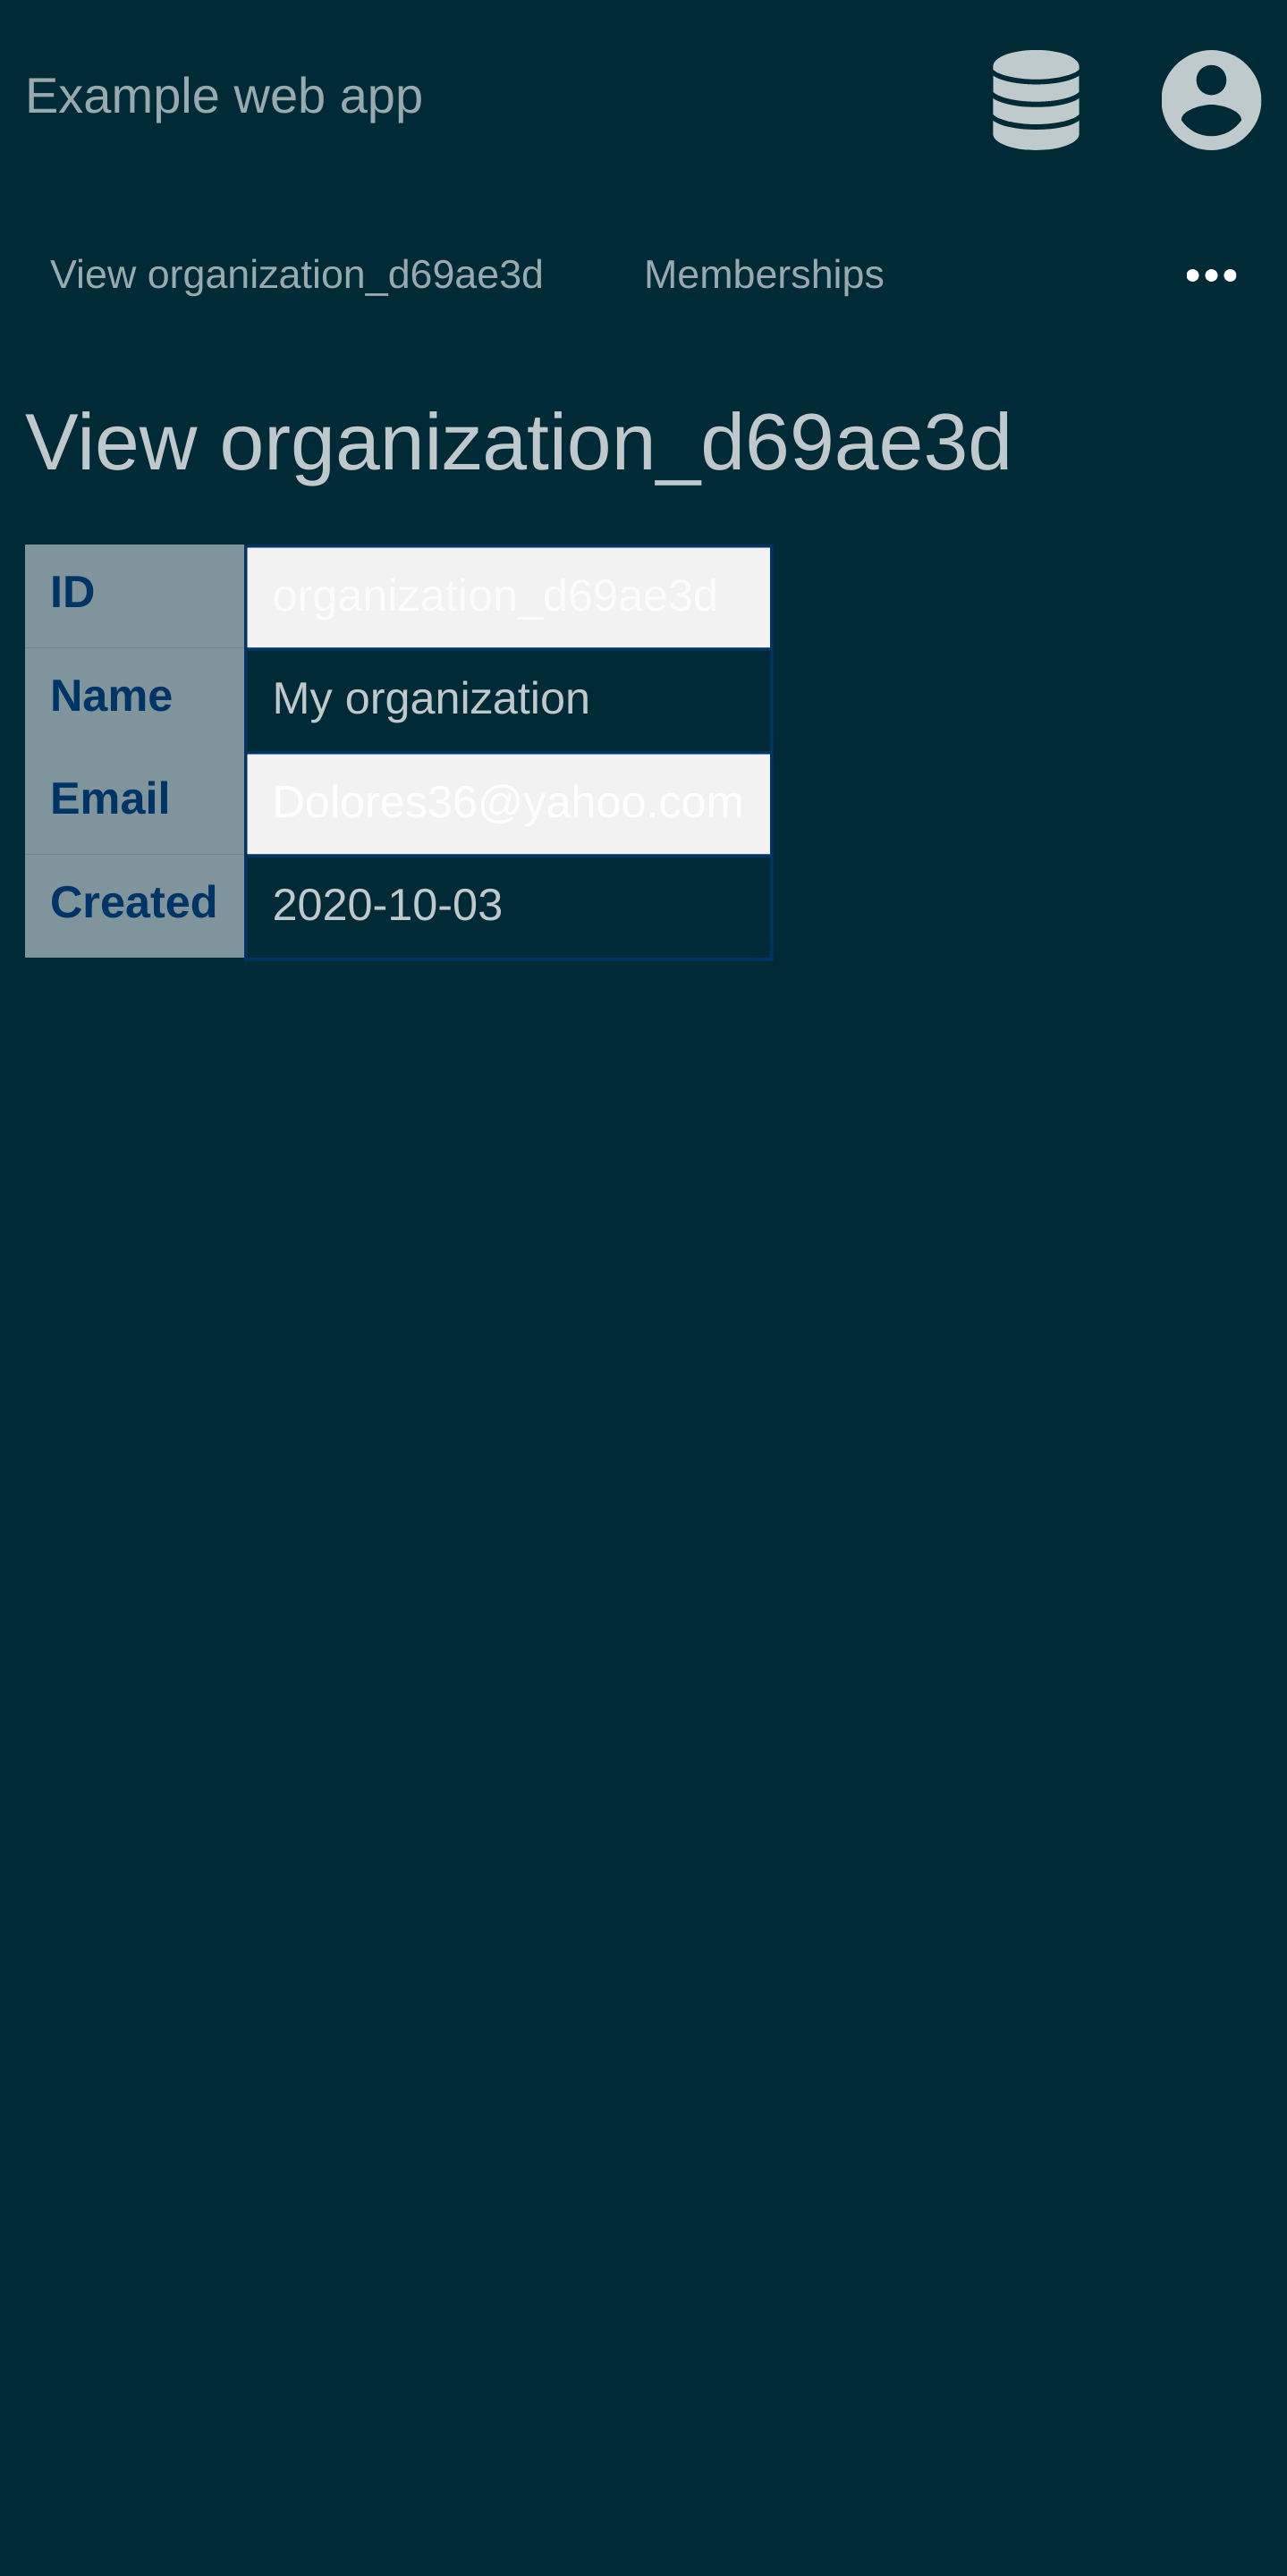 Example web app
View organization_d69ae3d Memberships
View organization_d69ae3d
ID organization_d69ae3d
Name My organization
Email Dolores36@yahoo.com
Created 2020-10-03